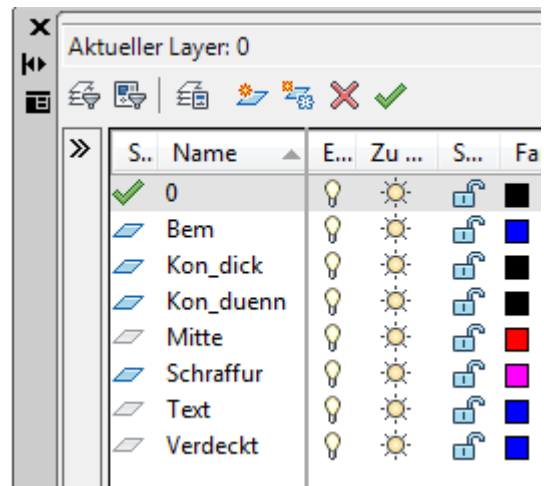 Aktueller Layer: 0
S.. Name E... Zu ... S... Fa
0
Bem
Kon_dick
Kon_duenn
Mitte
Schraffur
Text
Verdeckt